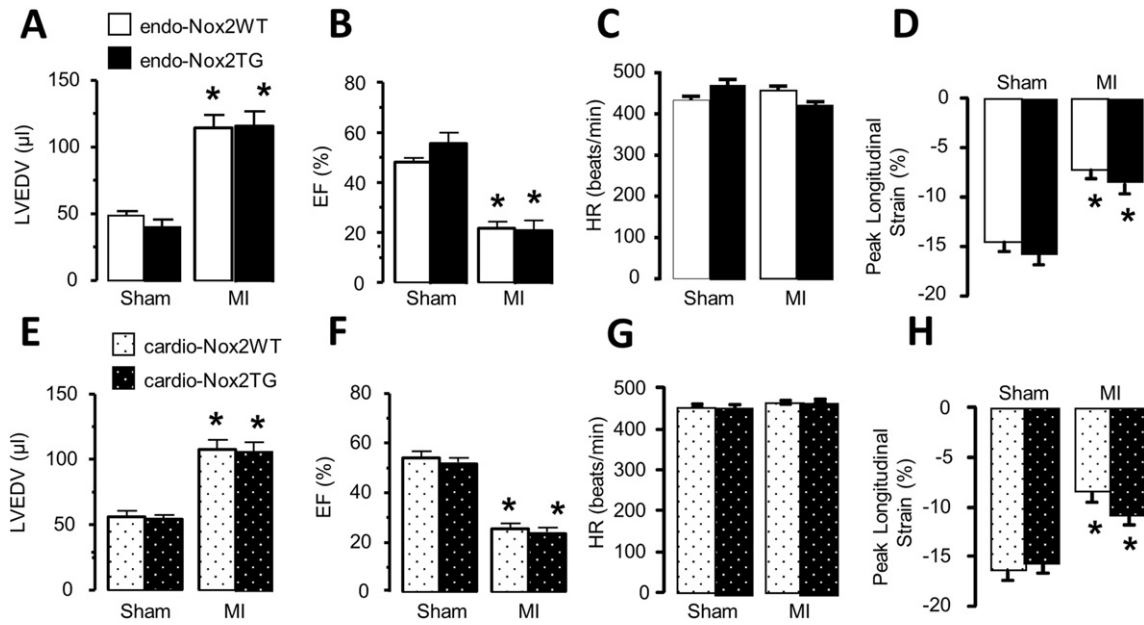 A
endo-Nox2WT
endo-Nox2TG
LVEDV (µl)
150
100
50
0
* *
Sham MI
B
EF (%)
80
60
40
20
0
* *
Sham MI
C
HR (beats/min)
500
400
300
200
100
0
Sham MI
D
Peak Longitudinal
Strain (%)
Sham MI
0
-5
-10
-15
-20
* *
E
cardio-Nox2WT
cardio-Nox2TG
LVEDV (µl)
150
100
50
0
* *
Sham MI
F
EF (%)
80
60
40
20
0
* *
Sham MI
G
HR (beats/min)
500
400
300
200
100
0
Sham MI
H
Peak Longitudinal
Strain (%)
Sham MI
0
-5
-10
-15
-20
* *